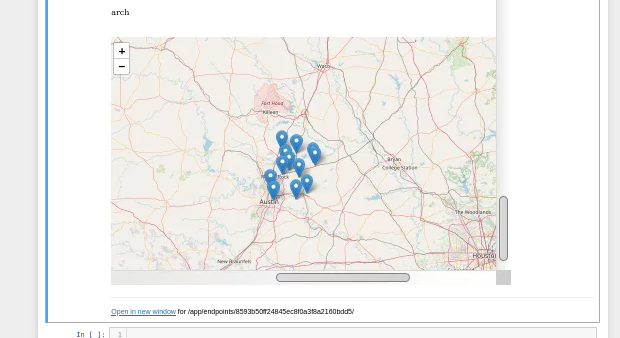 arch
+
−
Waco
Fort Hood
Killeen
Bryan
College Station
Rock
Austin
The Woodlands
Houston
New Braunfels
Open in new window for /app/endpoints/8593b50ff24845ec8f0a3f8a2160bdd5/
In [ ]: 1